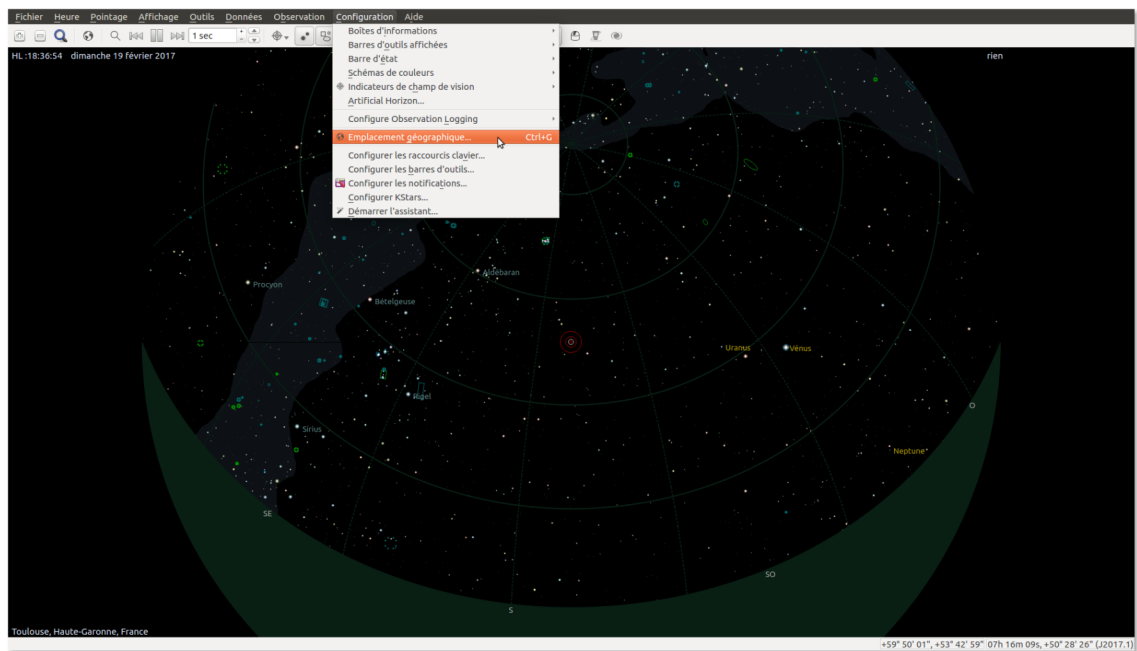 Fichier Heure Pointage Affichage Outils Données Observation Configuration Aide
1 sec
HL :18:36:54 dimanche 19 février 2017
rien
Boîtes d'informations
Barres d'outils affichées
Barre d'état
Schémas de couleurs
Indicateurs de champ de vision
Artificial Horizon...
Configure Observation Logging
Emplacement géographique... Ctrl+G
Configurer les raccourcis clavier...
Configurer les barres d'outils...
Configurer les notifications...
Configurer KStars...
Démarrer l'assistant...
Aldébaran
Procyon
Bételgeuse
Uranus
Vénus
Rigel
O
Sirius
Neptune
SE
SO
S
Toulouse, Haute-Garonne, France
+59° 50' 01", +53° 42' 59" 07h 16m 09s, +50° 28' 26" (J2017.1)